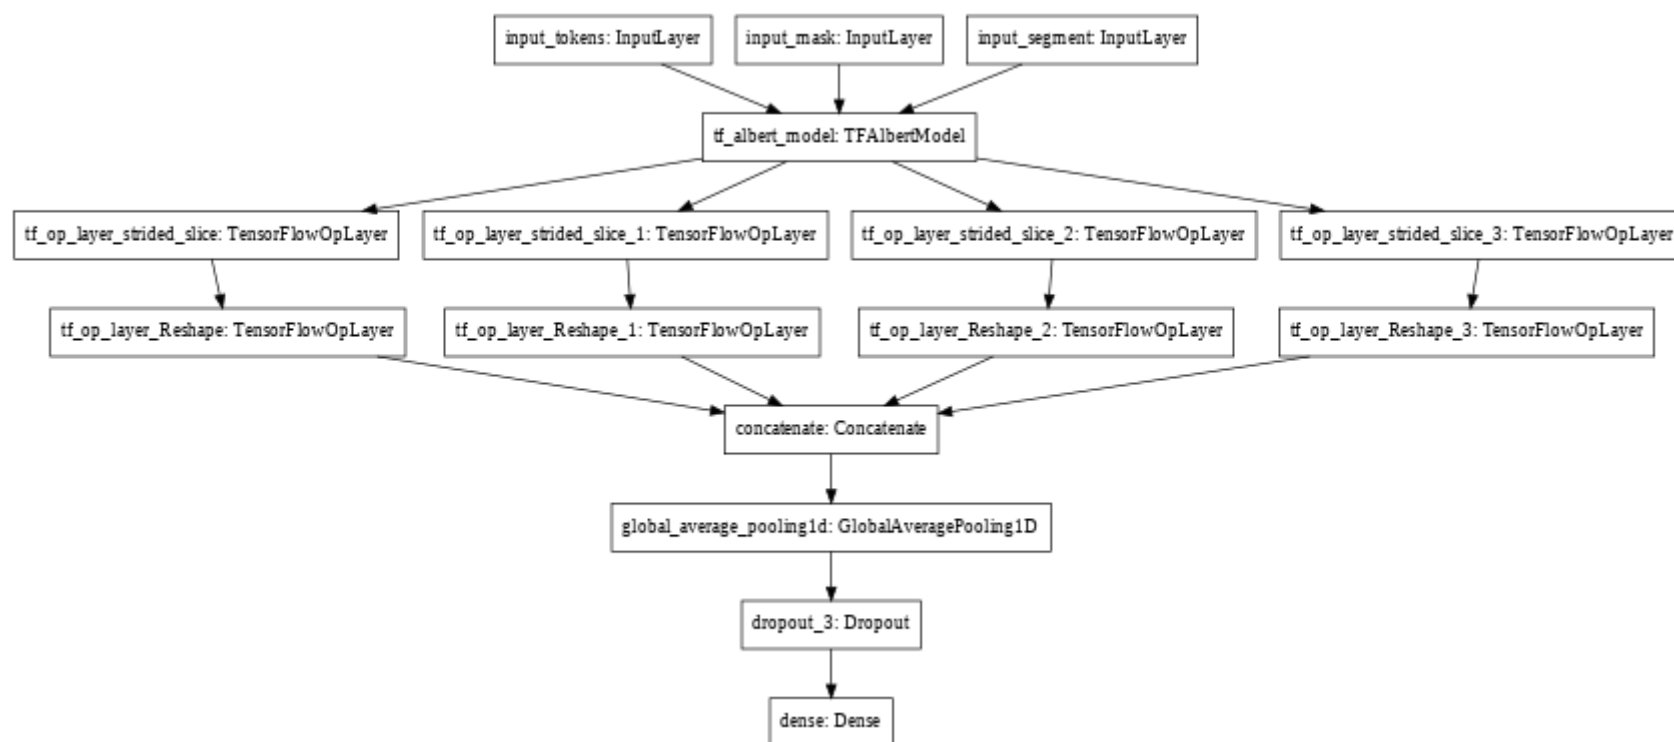 input_tokens: InputLayer
input_mask: InputLayer
input_segment: InputLayer
tf_albert_model: TFAlbertModel
tf_op_layer_strided_slice: TensorFlowOpLayer
tf_op_layer_strided_slice_1: TensorFlowOpLayer
tf_op_layer_strided_slice_2: TensorFlowOpLayer
tf_op_layer_strided_slice_3: TensorFlowOpLayer
tf_op_layer_Reshape: TensorFlowOpLayer
tf_op_layer_Reshape_1: TensorFlowOpLayer
tf_op_layer_Reshape_2: TensorFlowOpLayer
tf_op_layer_Reshape_3: TensorFlowOpLayer
concatenate: Concatenate
global_average_pooling1d: GlobalAveragePooling1D
dropout_3: Dropout
dense: Dense